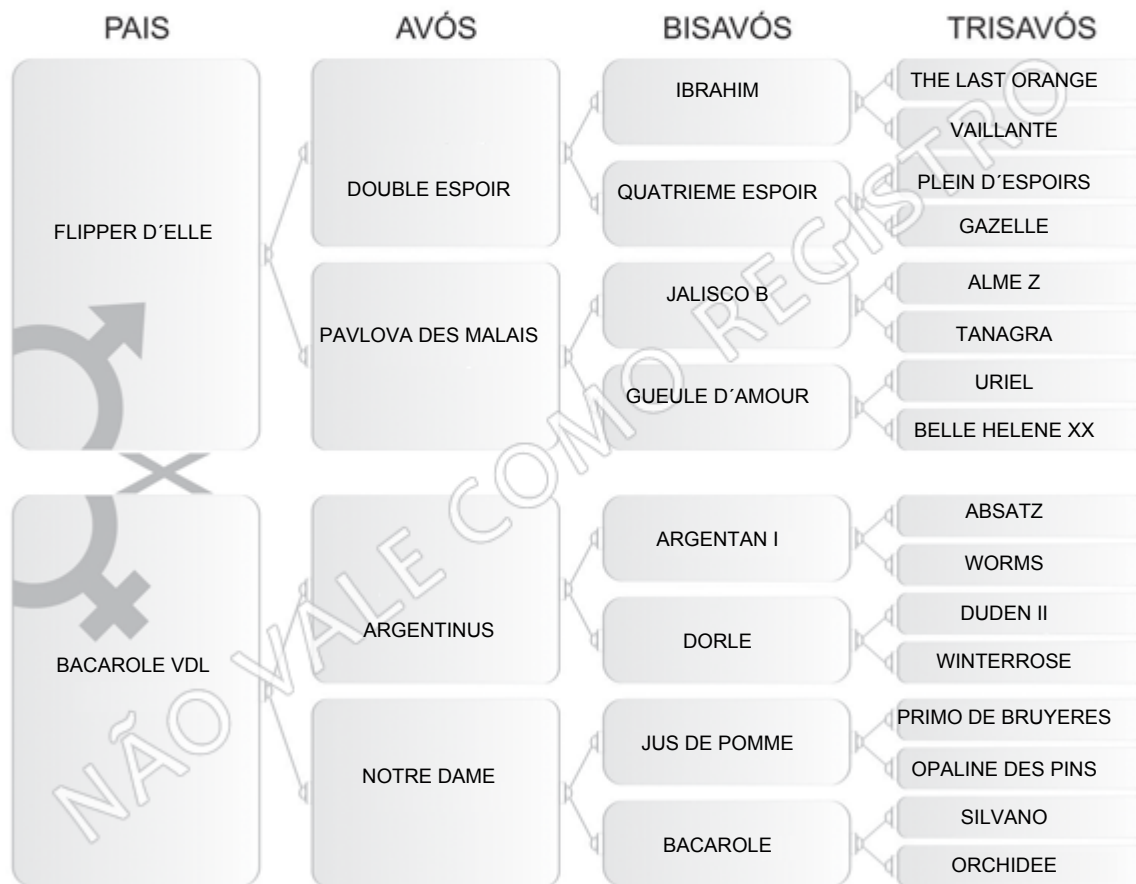 PAIS
AVÓS
BISAVÓS
TRISAVÓS
FLIPPER D´ELLE
DOUBLE ESPOIR
PAVLOVA DES MALAIS
IBRAHIM
QUATRIEME ESPOIR
JALISCO B
GUEULE D´AMOUR
THE LAST ORANGE
VAILLANTE
PLEIN D´ESPOIRS
GAZELLE
ALME Z
TANAGRA
URIEL
BELLE HELENE XX
BACAROLE VDL
ARGENTINUS
NOTRE DAME
ARGENTAN I
DORLE
JUS DE POMME
BACAROLE
ABSATZ
WORMS
DUDEN II
WINTERROSE
PRIMO DE BRUYERES
OPALINE DES PINS
SILVANO
ORCHIDEE
NÃO VALE COMO REGISTRO